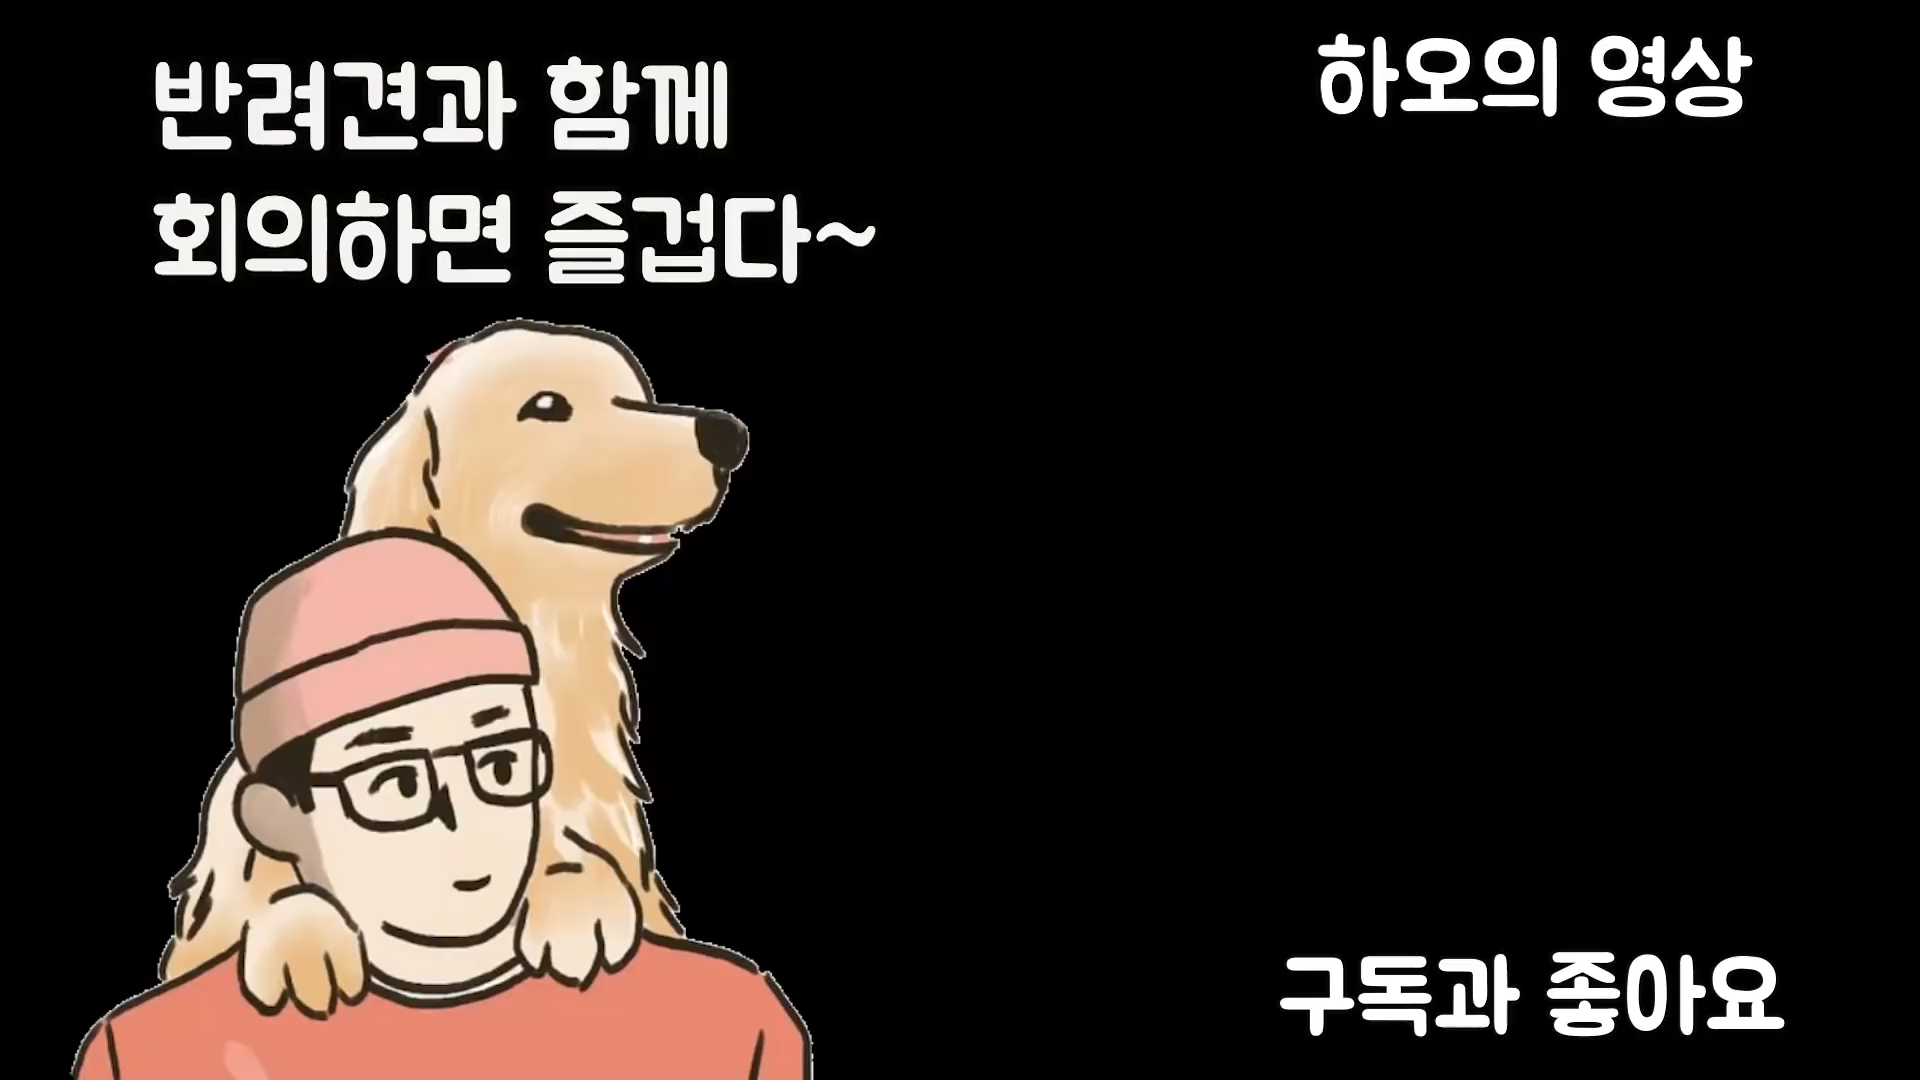 반려견과 함께
회의하면 즐겁다~
하오의 영상
구독과 좋아요